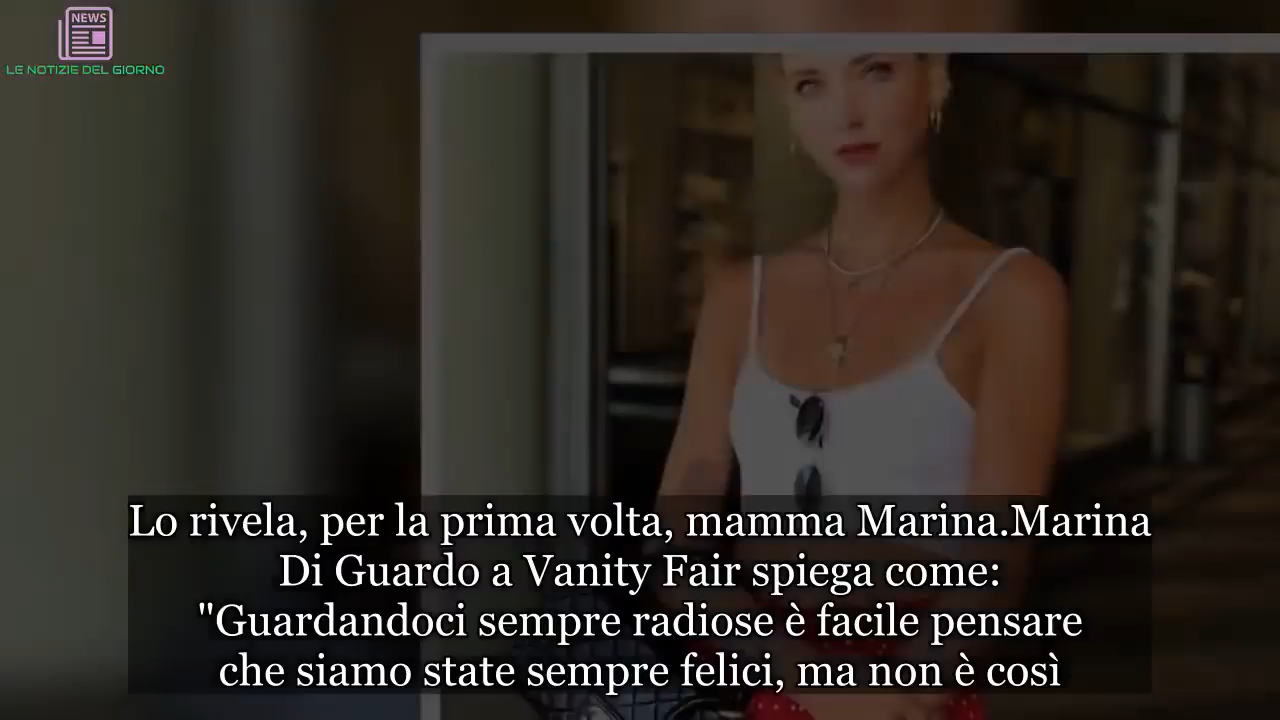 NEWS
LE NOTIZIE DEL GIORNO
Lo rivela, per la prima volta, mamma Marina.Marina
Di Guardo a Vanity Fair spiega come:
"Guardandoci sempre radiose è facile pensare
che siamo state sempre felici, ma non è così